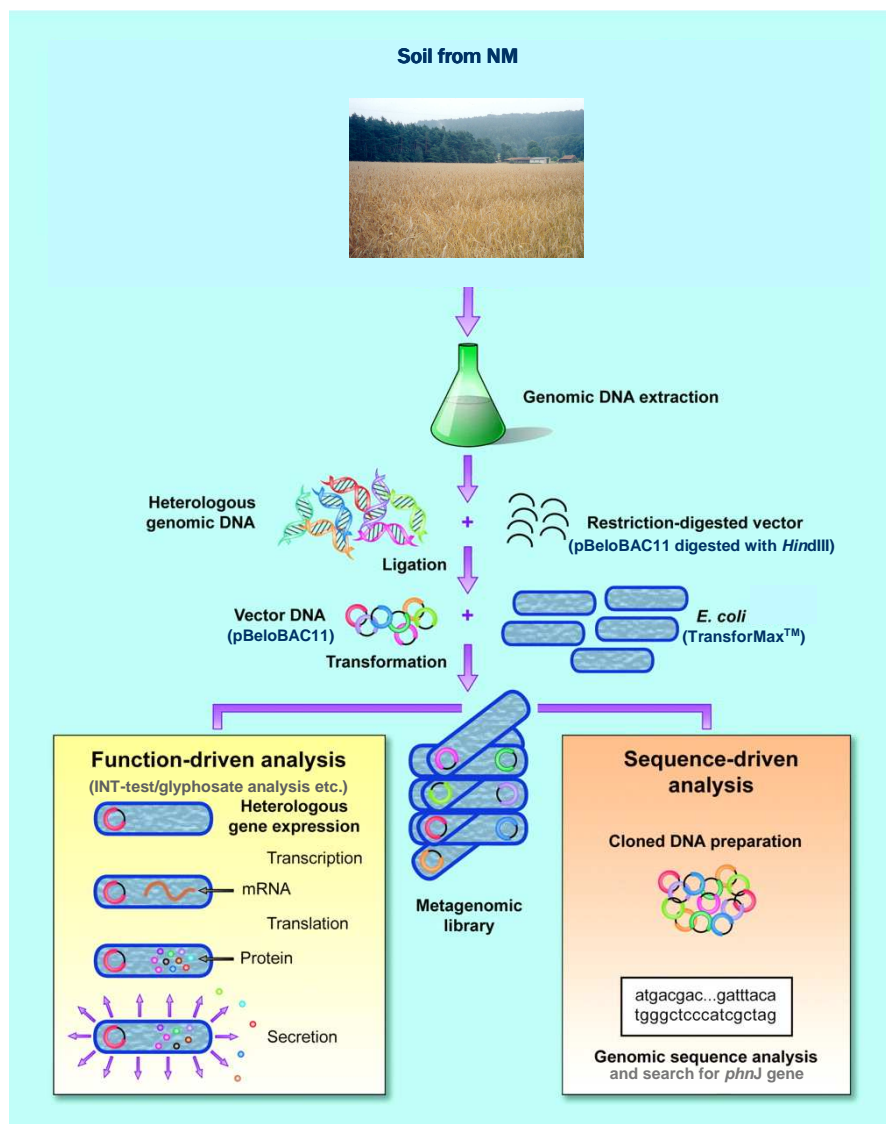 Soil from NM
Genomic DNA extraction
Heterologous
genomic DNA
+
Restriction-digested vector
(pBeloBAC11 digested with HindIII)
Ligation
Vector DNA
(pBeloBAC11)
+
E. coli
(TransforMax™)
Transformation
Function-driven analysis
(INT-test/glyphosate analysis etc.)
Heterologous
gene expression
Transcription
mRNA
Translation
Protein
Secretion
Metagenomic
library
Sequence-driven
analysis
Cloned DNA preparation
atgacgac...gatttaca
tgggctcccatcgctag
Genomic sequence analysis
and search for phnJ gene